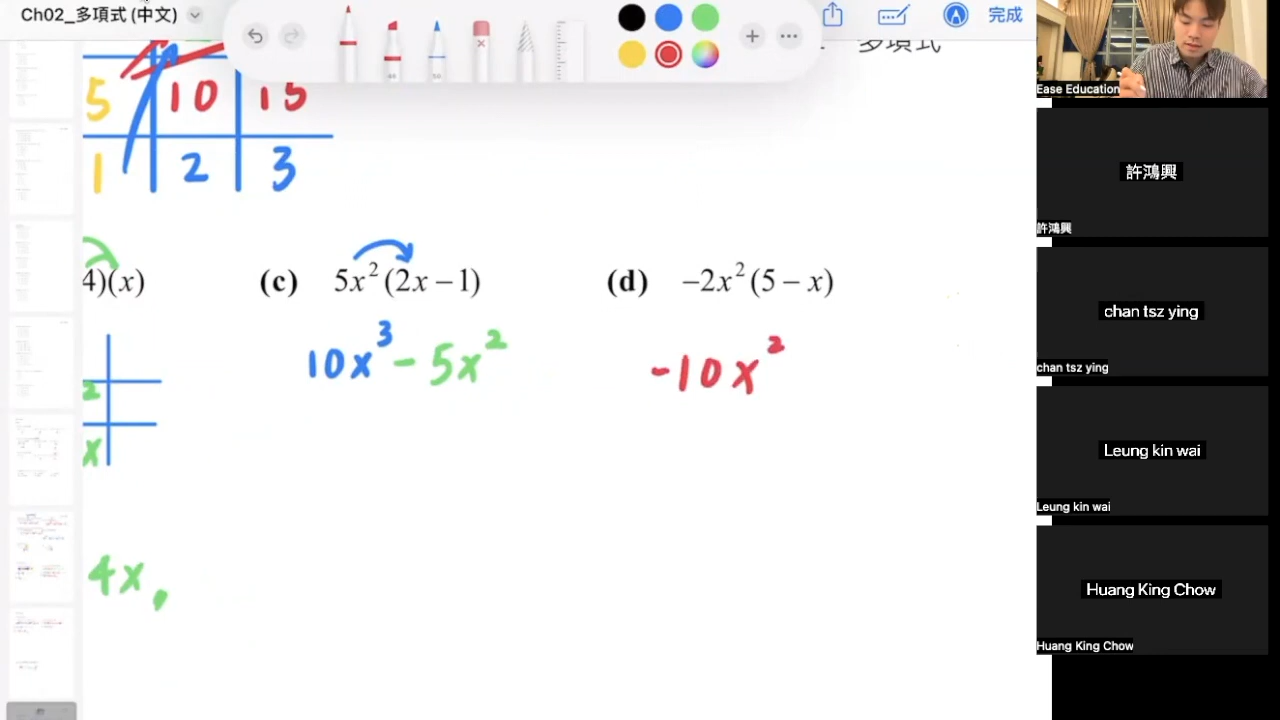 Ch02_多項式 (中文)
完成
多項式
5 10 15
1 2 3
4)(x)
(c) 5x²(2x – 1)
(d) –2x²(5 – x)
10x³ - 5x²
-10x²
2
x
4x
Ease Education
許鴻興
許鴻興
chan tsz ying
chan tsz ying
Leung kin wai
Leung kin wai
Huang King Chow
Huang King Chow